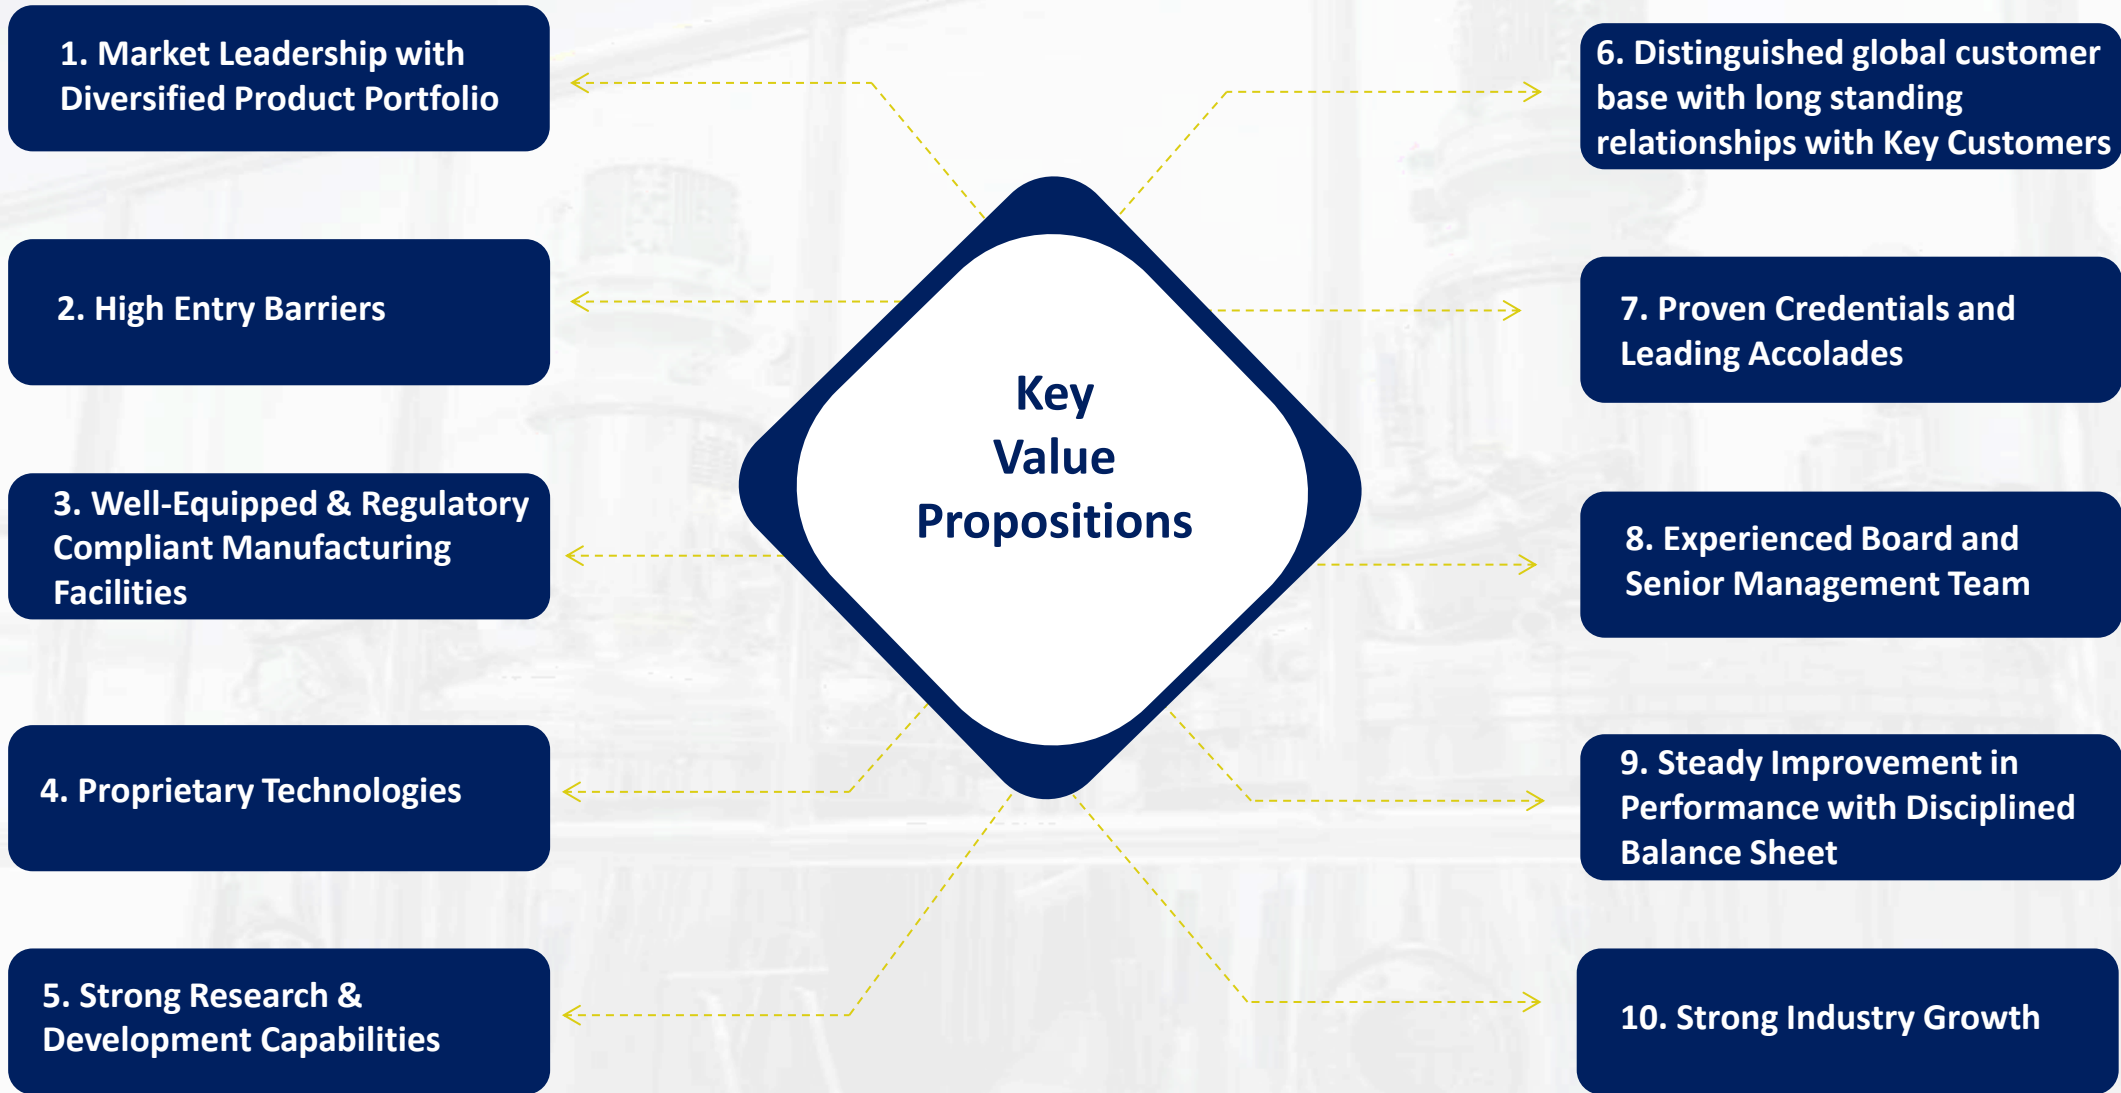 1. Market Leadership with
Diversified Product Portfolio
2. High Entry Barriers
3. Well-Equipped & Regulatory
Compliant Manufacturing
Facilities
4. Proprietary Technologies
5. Strong Research &
Development Capabilities
Key
Value
Propositions
6. Distinguished global customer
base with long standing
relationships with Key Customers
7. Proven Credentials and
Leading Accolades
8. Experienced Board and
Senior Management Team
9. Steady Improvement in
Performance with Disciplined
Balance Sheet
10. Strong Industry Growth